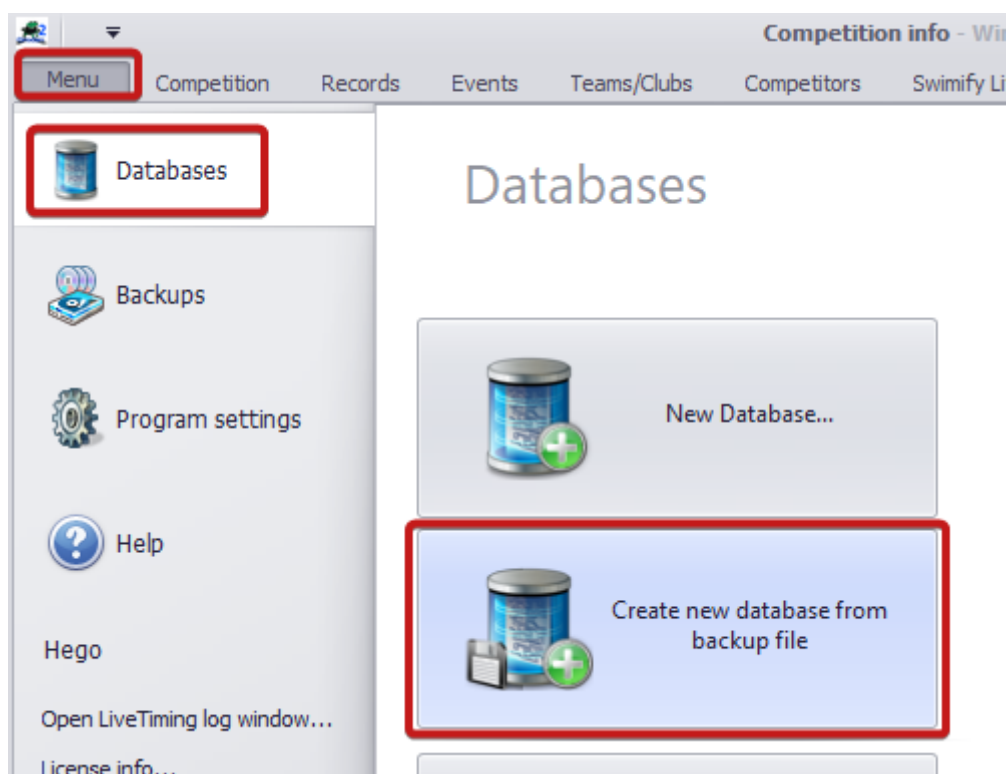 Competition info - Wi
Menu Competition Records Events Teams/Clubs Competitors Swimify Li
Databases
Databases
Backups
New Database...
Program settings
Help
Create new database from
backup file
Hego
Open LiveTiming log window...
License info...